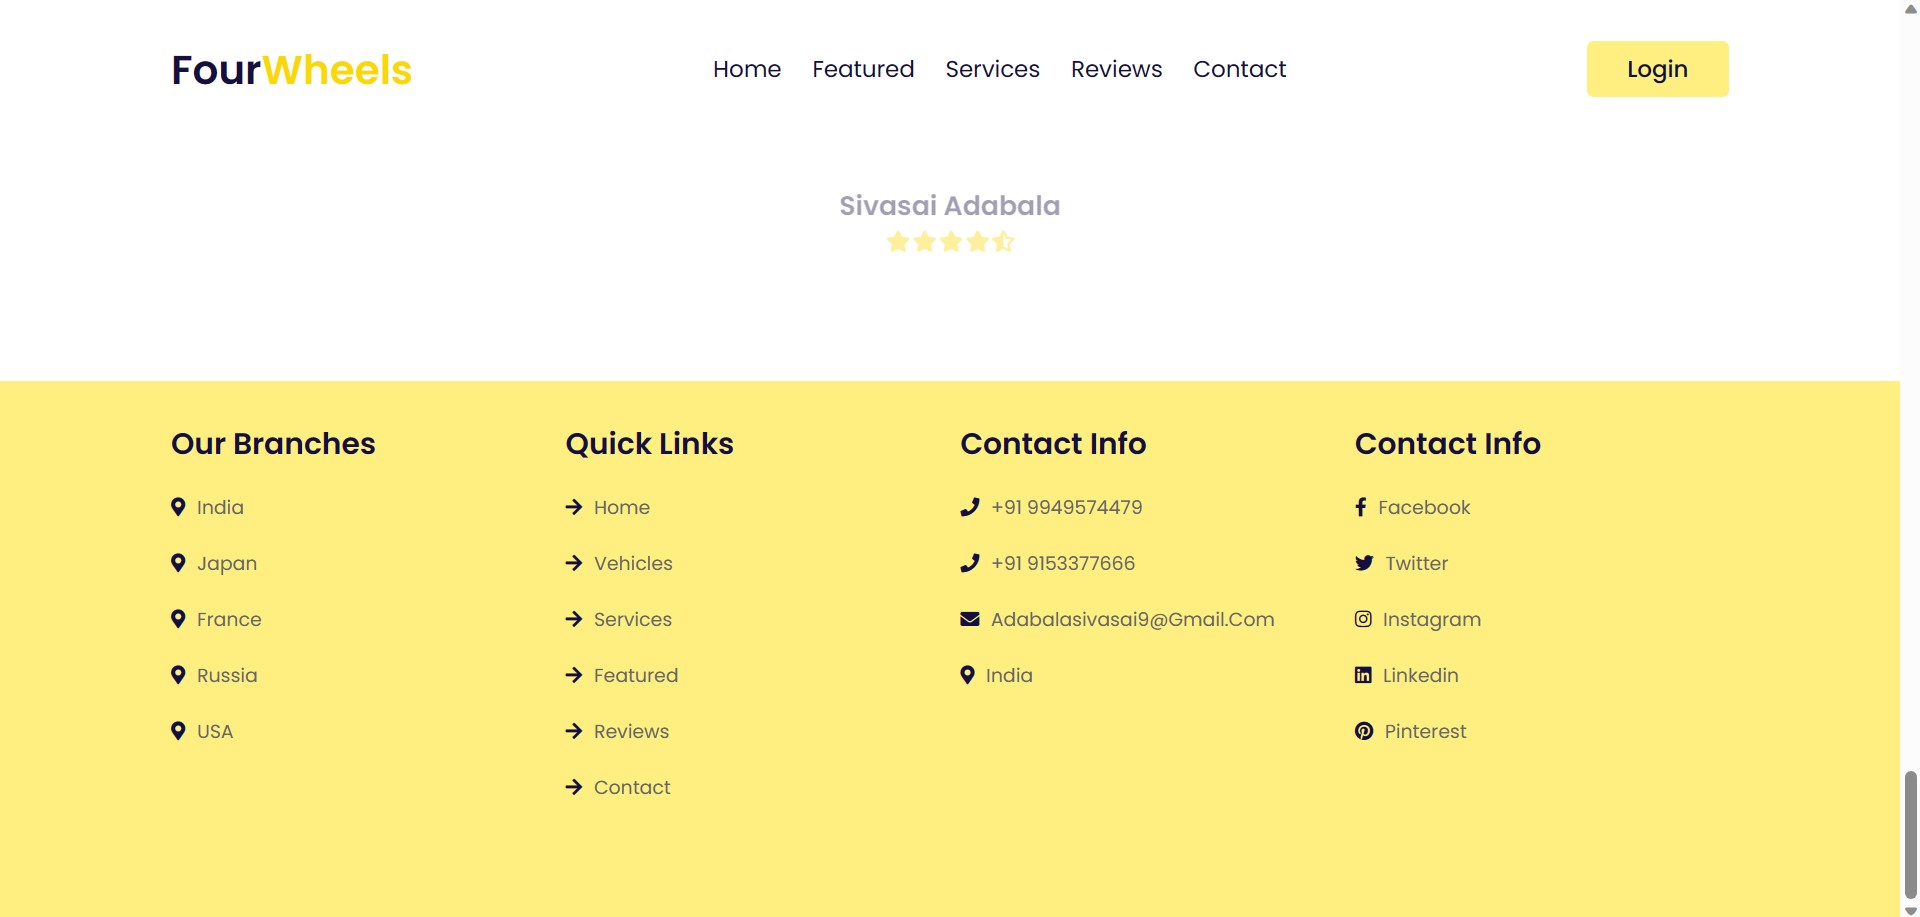 FourWheels
Home Featured Services Reviews Contact
Login
Sivasai Adabala
Our Branches
India
Japan
France
Russia
USA
Quick Links
Home
Vehicles
Services
Featured
Reviews
Contact
Contact Info
+91 9949574479
+91 9153377666
Adabalasivasai9@Gmail.Com
India
Contact Info
Facebook
Twitter
Instagram
Linkedin
Pinterest